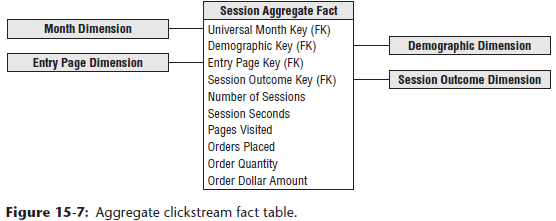 Session Aggregate Fact
Month Dimension
Universal Month Key (FK)
Demographic Key (FK)
Demographic Dimension
Entry Page Dimension
Entry Page Key (FK)
Session Outcome Key (FK)
Session Outcome Dimension
Number of Sessions
Session Seconds
Pages Visited
Orders Placed
Order Quantity
Order Dollar Amount
Figure 15-7: Aggregate clickstream fact table.